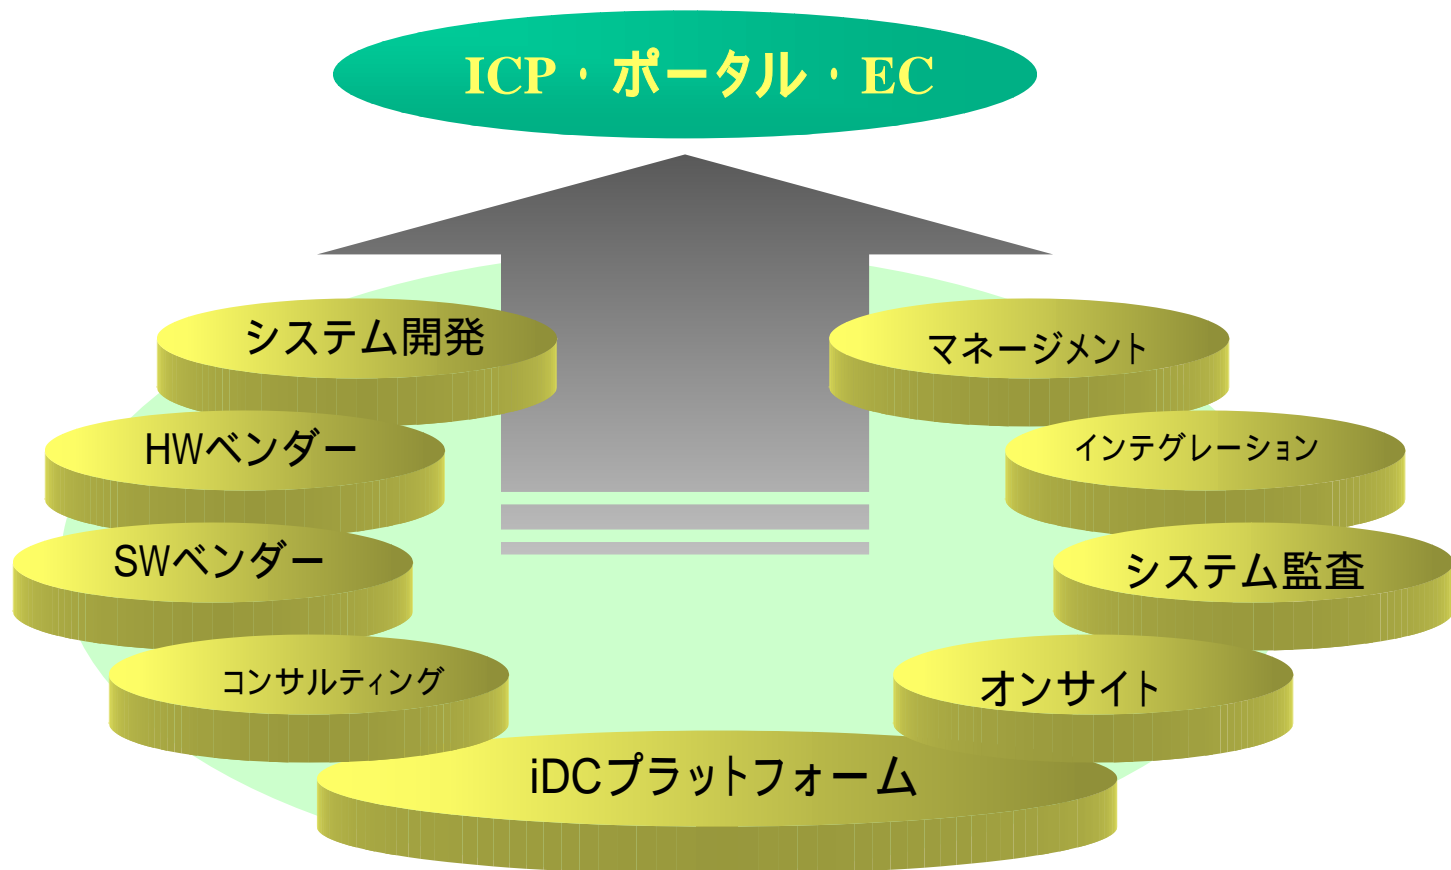 ICP・ポータル・EC
システム開発
マネージメント
HWベンダー
インテグレーション
SWベンダー
システム監査
コンサルティング
オンサイト
iDCプラットフォーム